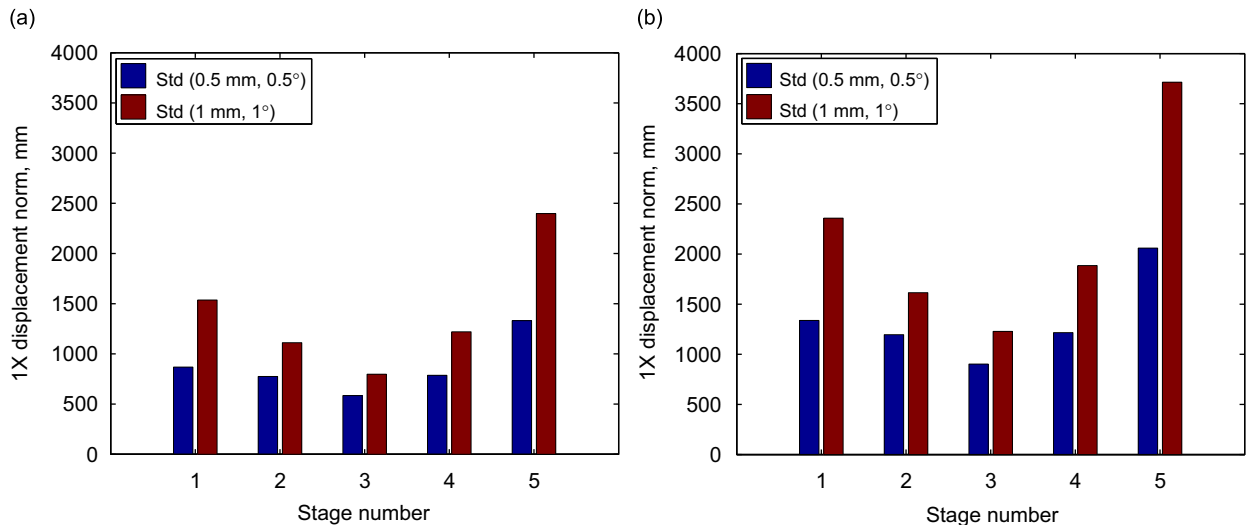 (a)
4000
3500
3000
2500
2000
1500
1000
500
0
1X displacement norm, mm
Std (0.5 mm, 0.5°)
Std (1 mm, 1°)
1 2 3 4 5
Stage number
(b)
4000
3500
3000
2500
2000
1500
1000
500
0
1X displacement norm, mm
Std (0.5 mm, 0.5°)
Std (1 mm, 1°)
1 2 3 4 5
Stage number